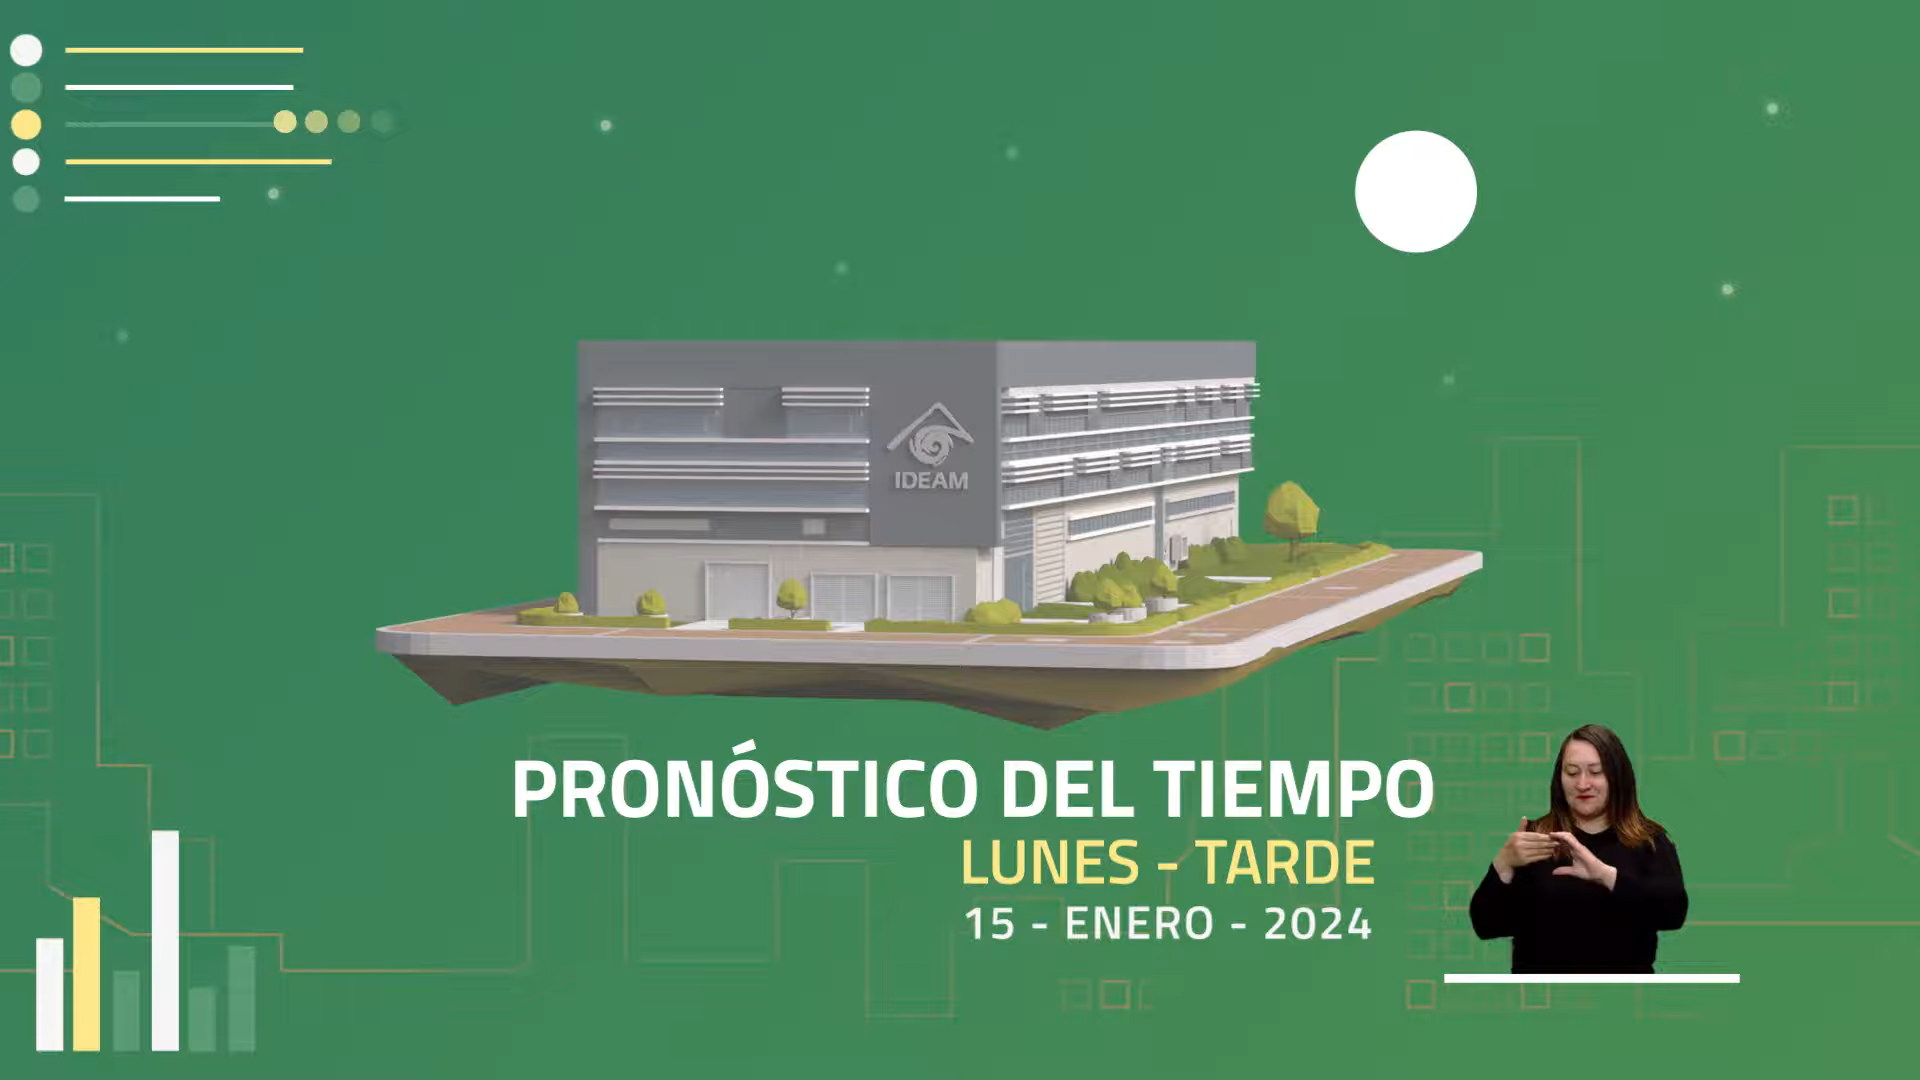 IDEAM
PRONÓSTICO DEL TIEMPO
LUNES - TARDE
15 - ENERO - 2024